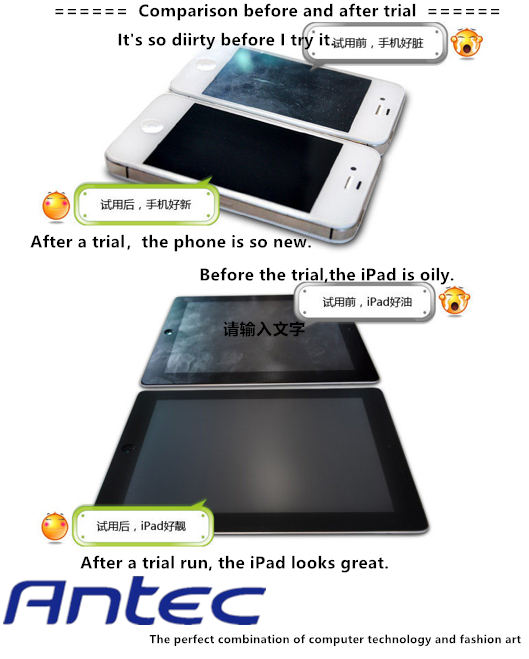 ====== Comparison before and after trial ======
It's so diirty before I try it.
试用前，手机好脏
试用后，手机好新
After a trial, the phone is so new.
Before the trial,the iPad is oily.
试用前，iPad好油
请输入文字
试用后，iPad好靓
After a trial run, the iPad looks great.
Antec
The perfect combination of computer technology and fashion art